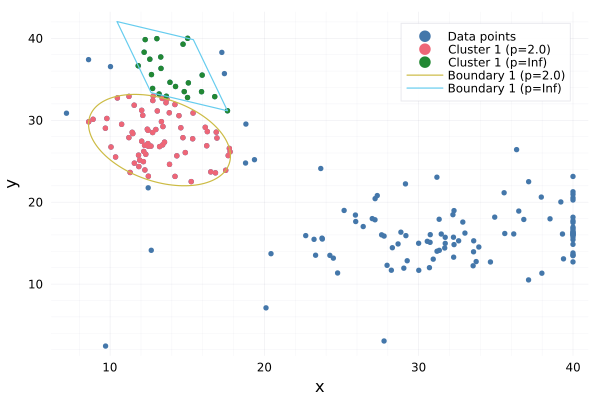 Data points
Cluster 1 (p=2.0)
Cluster 1 (p=Inf)
Boundary 1 (p=2.0)
Boundary 1 (p=Inf)
40
30
20
10
y
10
20
30
40
x